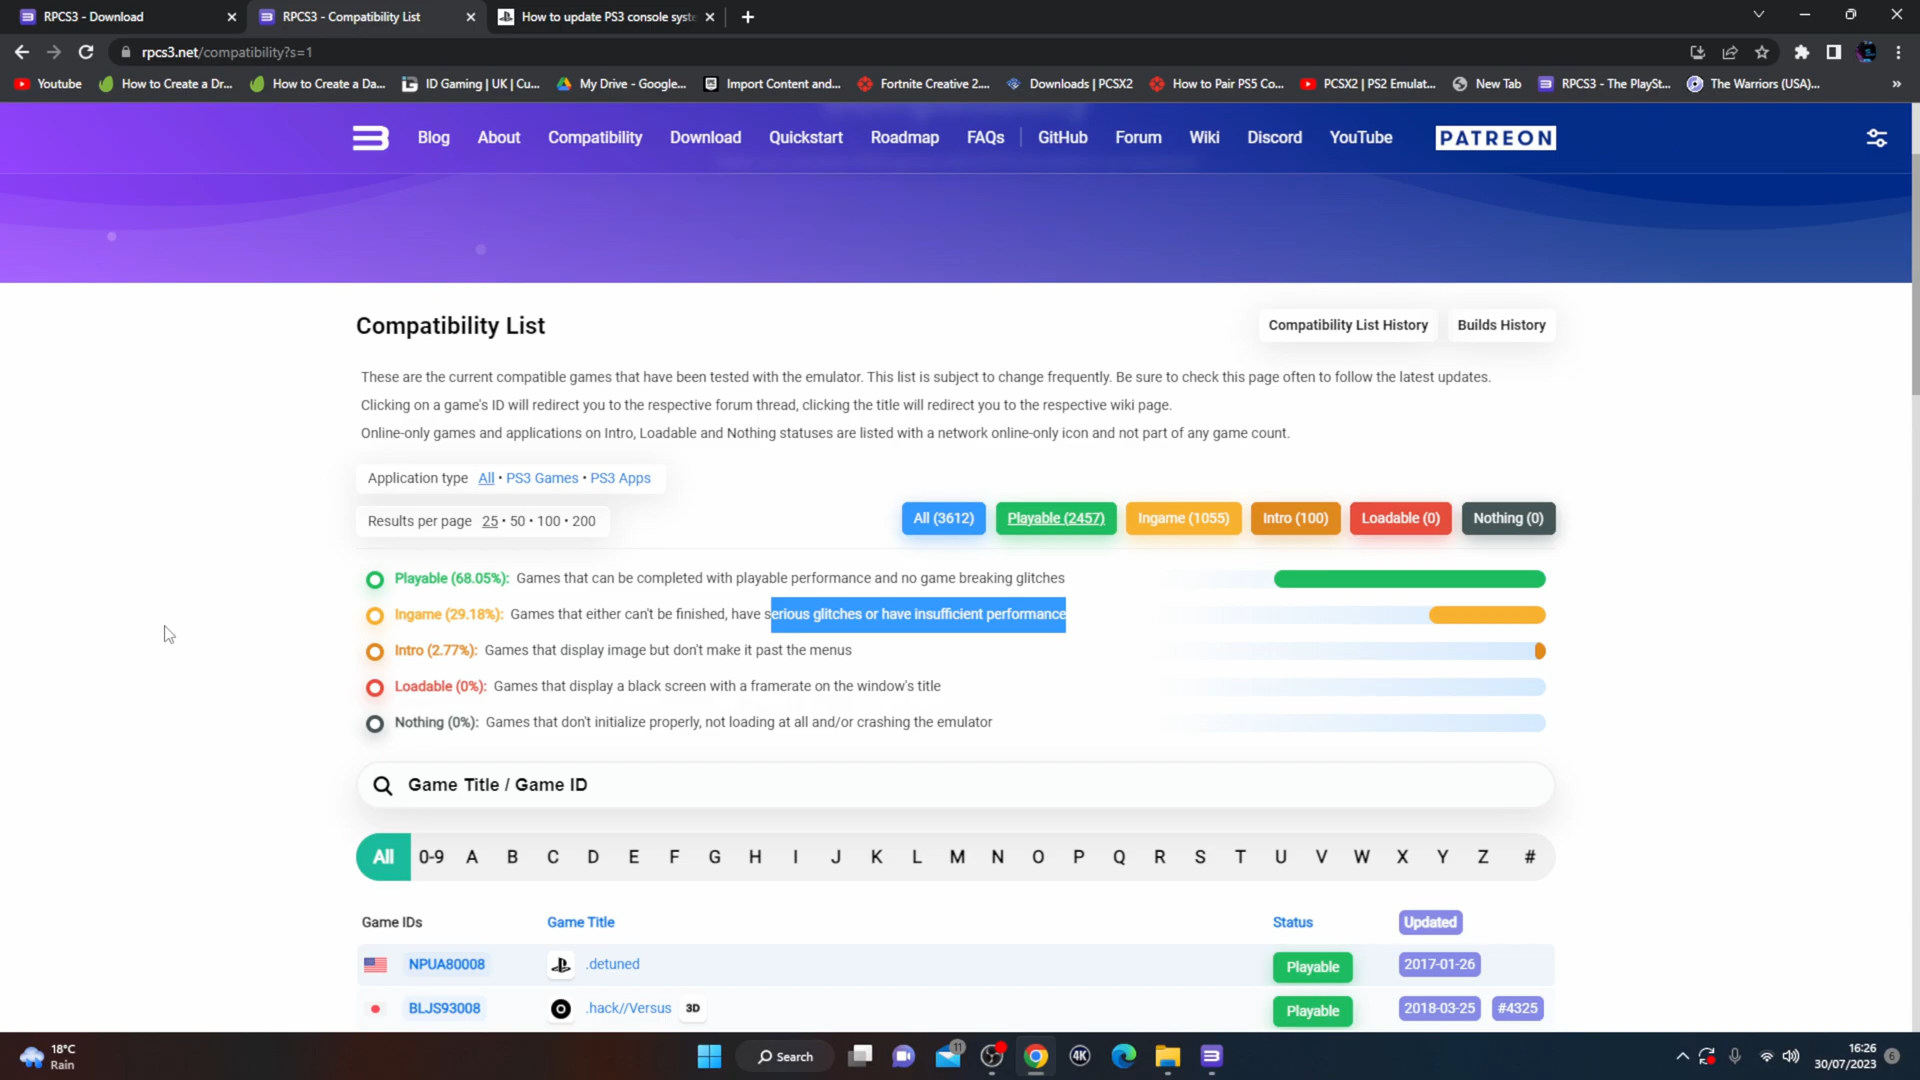 RPCS3 - Download
RPCS3 - Compatibility List
How to update PS3 console syste
rpcs3.net/compatibility?s=1
Youtube
How to Create a Dr...
How to Create a Da...
ID Gaming | UK | Cu...
My Drive - Google...
Import Content and...
Fortnite Creative 2....
Downloads | PCSX2
How to Pair PS5 Co...
PCSX2 | PS2 Emulat...
New Tab
RPCS3 - The PlaySt...
The Warriors (USA)...
»
Blog
About
Compatibility
Download
Quickstart
Roadmap
FAQs
GitHub
Forum
Wiki
Discord
YouTube
PATREON
Compatibility List
Compatibility List History
Builds History
These are the current compatible games that have been tested with the emulator. This list is subject to change frequently. Be sure to check this page often to follow the latest updates.
Clicking on a game's ID will redirect you to the respective forum thread, clicking the title will redirect you to the respective wiki page.
Online-only games and applications on Intro, Loadable and Nothing statuses are listed with a network online-only icon and not part of any game count.
Application type All • PS3 Games • PS3 Apps
Results per page 25 • 50 • 100 • 200
All (3612)
Playable (2457)
Ingame (1055)
Intro (100)
Loadable (0)
Nothing (0)
Playable (68.05%): Games that can be completed with playable performance and no game breaking glitches
Ingame (29.18%): Games that either can't be finished, have serious glitches or have insufficient performance
Intro (2.77%): Games that display image but don't make it past the menus
Loadable (0%): Games that display a black screen with a framerate on the window's title
Nothing (0%): Games that don't initialize properly, not loading at all and/or crashing the emulator
Game Title / Game ID
All 0-9 A B C D E F G H I J K L M N O P Q R S T U V W X Y Z #
Game IDs
Game Title
Status
Updated
NPUA80008
.detuned
Playable
2017-01-26
BLJS93008
.hack//Versus
3D
Playable
2018-03-25
#4325
18°C
Rain
Search
11
4K
16:26
30/07/2023
6